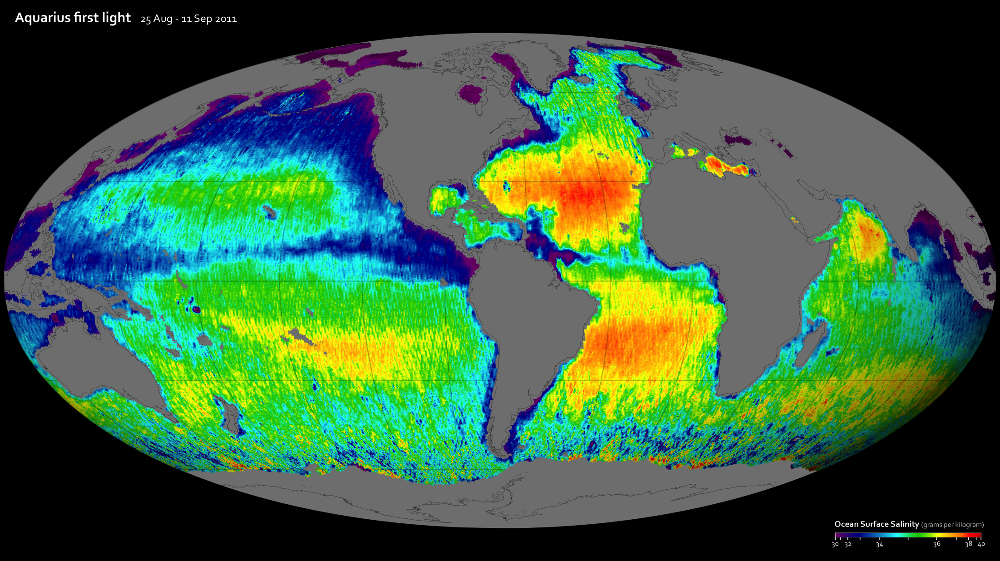 Aquarius first light 25 Aug - 11 Sep 2011
Ocean Surface Salinity (grams per kilogram)
30 32 34 36 38 40